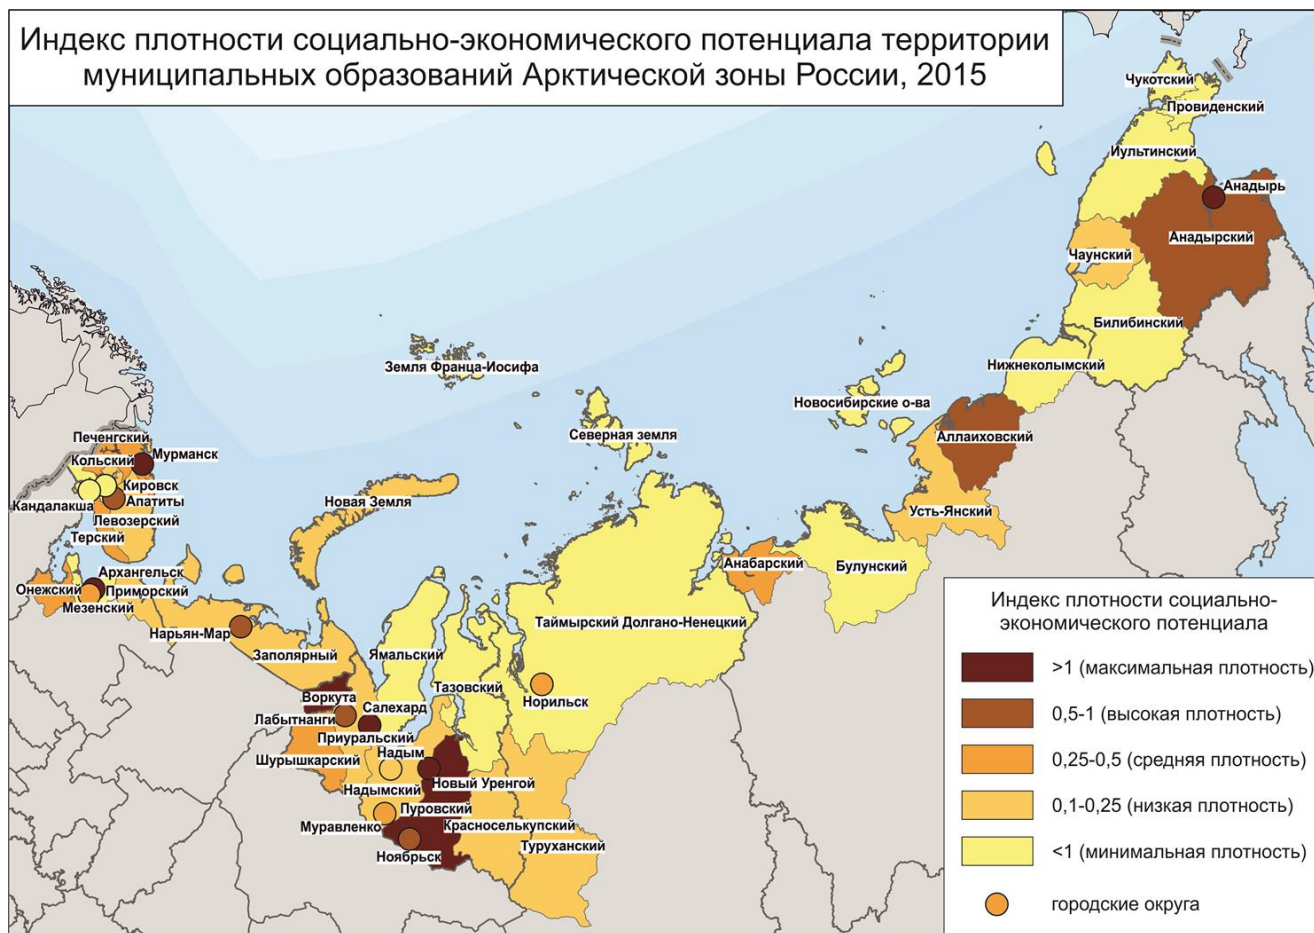 Индекс плотности социально-экономического потенциала территории
муниципальных образований Арктической зоны России, 2015
Чукотский
Провиденский
Иультинский
Анадырь
Анадырский
Чаунский
Билибинский
Нижнеколымский
Земля Франца-Иосифа
Новосибирские о-ва
Северная земля
Аллаиховский
Усть-Янский
Печенгский
Кольский
Мурманск
Кировск
Кандалакша
Апатиты
Левозерский
Терский
Новая Земля
Архангельск
Онежский
Приморский
Мезенский
Анабарский
Булунский
Нарьян-Мар
Заполярный
Ямальский
Таймырский Долгано-Ненецкий
Тазовский
Норильск
Воркута
Салехард
Лабытнанги
Приуральский
Шурышкарский
Надым
Новый Уренгой
Надымский
Пуровский
Муравленко
Красноселькупский
Туруханский
Ноябрьск
Индекс плотности социально-
экономического потенциала
>1 (максимальная плотность)
0,5-1 (высокая плотность)
0,25-0,5 (средняя плотность)
0,1-0,25 (низкая плотность)
<1 (минимальная плотность)
городские округа